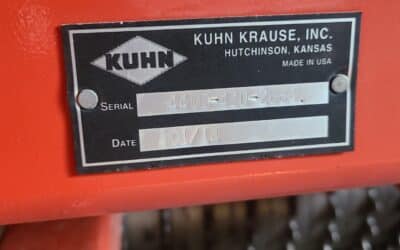 KUHN
KUHN KRAUSE, INC.
HUTCHINSON, KANSAS
MADE IN USA
SERIAL
DATE